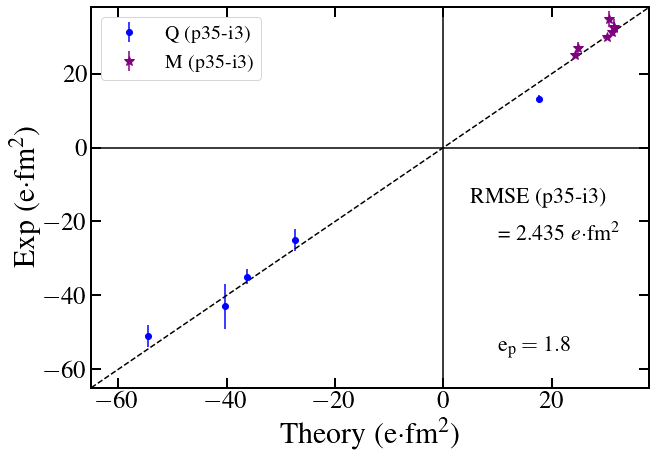 Q (p35-i3)
M (p35-i3)
20
0
−20
−40
−60
Exp (e·fm²)
RMSE (p35-i3)
= 2.435 e·fm²
eₚ = 1.8
−60
−40
−20
0
20
Theory (e·fm²)